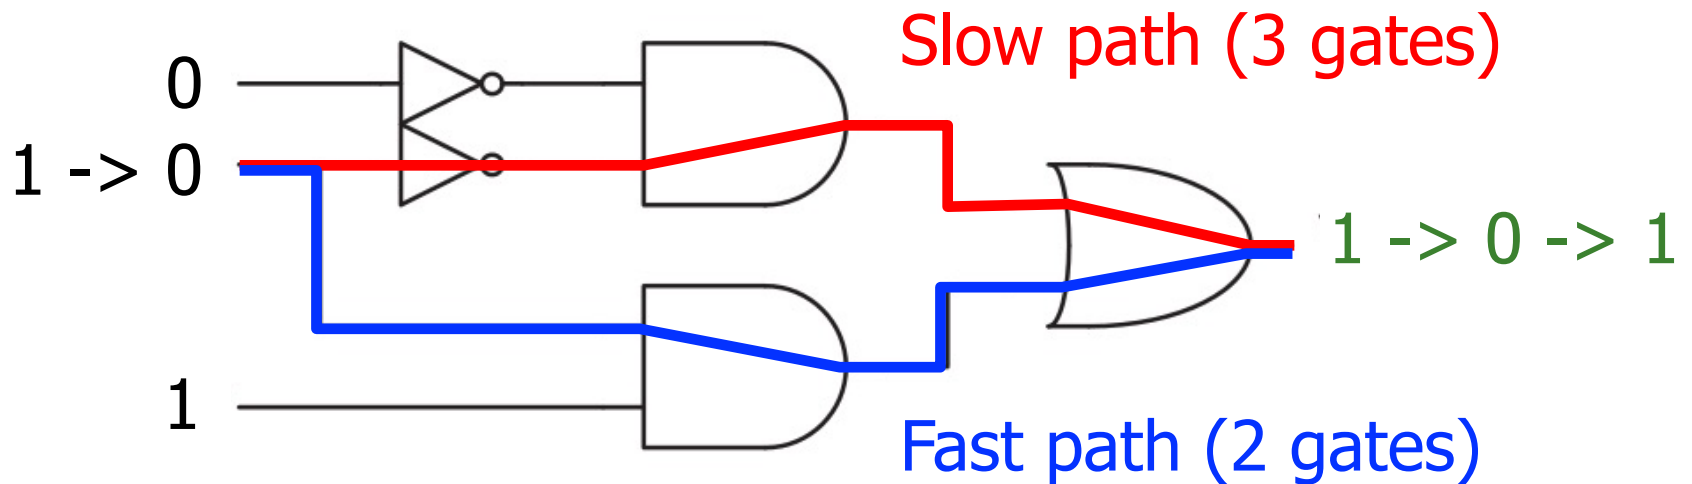 Slow path (3 gates)
0
1 -> 0
1 -> 0 -> 1
1
Fast path (2 gates)